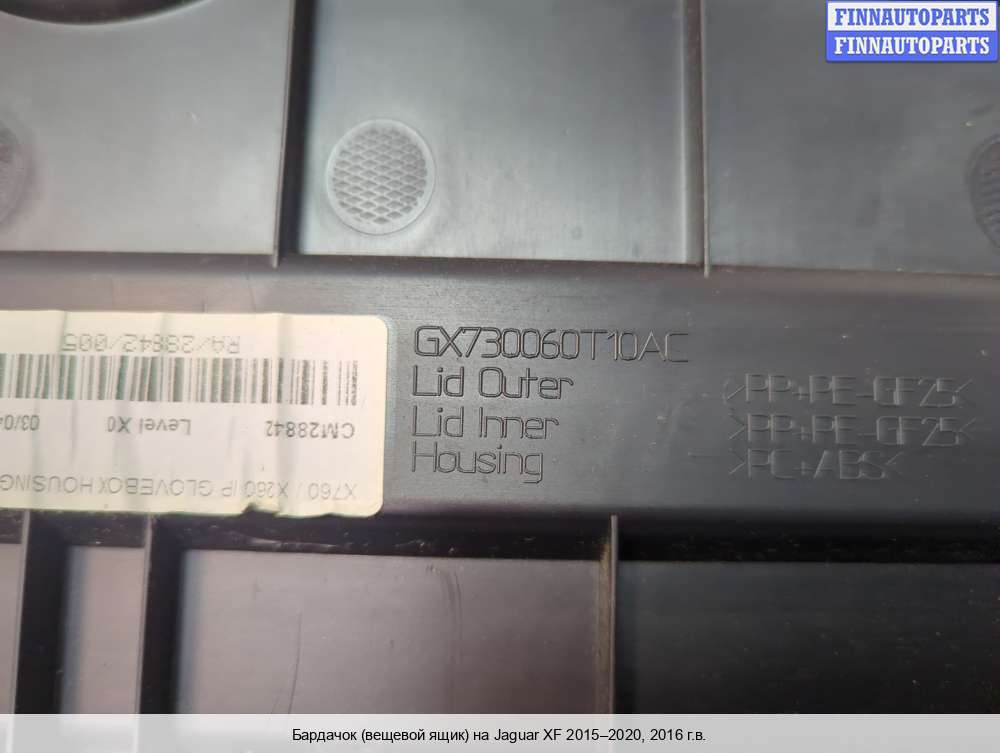 FINNAUTOPARTS
FINNAUTOPARTS
GX730060T10AC
Lid Outer >PP+PE-GF25<
Lid Inner >PP+PE-GF25<
Housing >PC+ABS<
RA/28842/005
CM28842 Level X0 03/04
X760 / X260 IP GLOVEBOX HOUSING
Бардачок (вещевой ящик) на Jaguar XF 2015–2020, 2016 г.в.